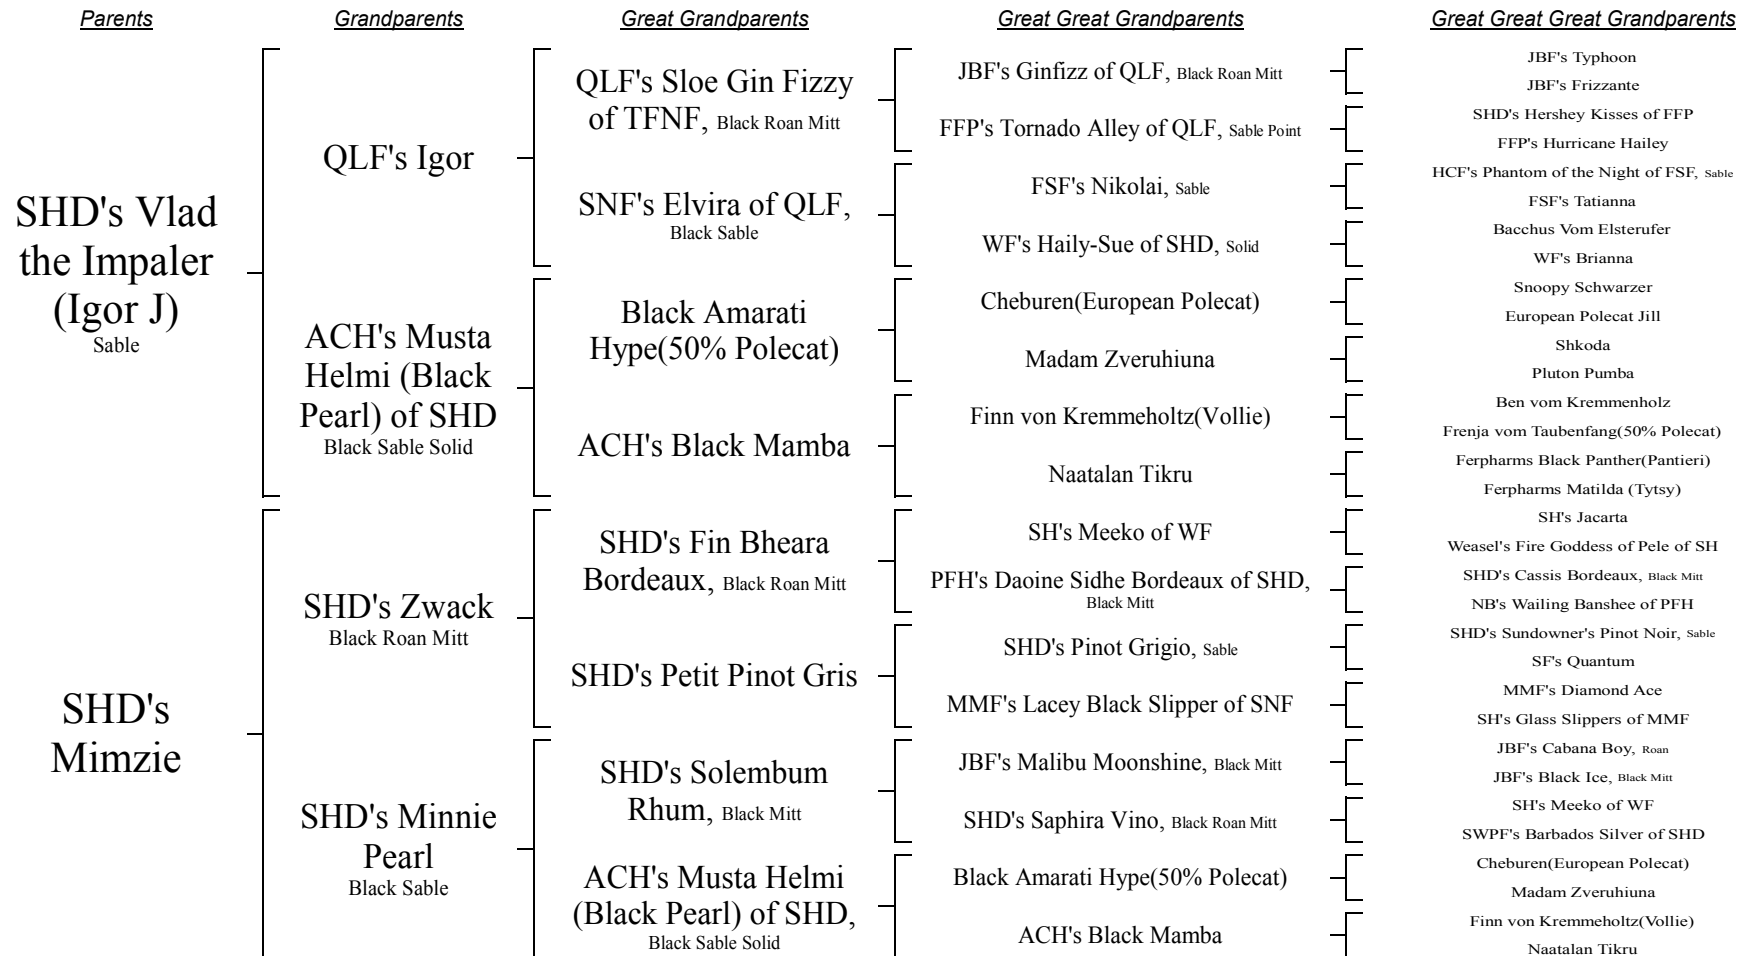 Parents
Grandparents
Great Grandparents
Great Great Grandparents
Great Great Great Grandparents
SHD's Vlad
the Impaler
(Igor J)
Sable
SHD's
Mimzie
QLF's Igor
ACH's Musta
Helmi (Black
Pearl) of SHD
Black Sable Solid
SHD's Zwack
Black Roan Mitt
SHD's Minnie
Pearl
Black Sable
QLF's Sloe Gin Fizzy
of TFNF, Black Roan Mitt
SNF's Elvira of QLF,
Black Sable
Black Amarati
Hype(50% Polecat)
ACH's Black Mamba
SHD's Fin Bheara
Bordeaux, Black Roan Mitt
SHD's Petit Pinot Gris
SHD's Solembum
Rhum, Black Mitt
ACH's Musta Helmi
(Black Pearl) of SHD,
Black Sable Solid
JBF's Ginfizz of QLF, Black Roan Mitt
FFP's Tornado Alley of QLF, Sable Point
FSF's Nikolai, Sable
WF's Haily-Sue of SHD, Solid
Cheburen(European Polecat)
Madam Zveruhiuna
Finn von Kremmeholtz(Vollie)
Naatalan Tikru
SH's Meeko of WF
PFH's Daoine Sidhe Bordeaux of SHD,
Black Mitt
SHD's Pinot Grigio, Sable
MMF's Lacey Black Slipper of SNF
JBF's Malibu Moonshine, Black Mitt
SHD's Saphira Vino, Black Roan Mitt
Black Amarati Hype(50% Polecat)
ACH's Black Mamba
JBF's Typhoon
JBF's Frizzante
SHD's Hershey Kisses of FFP
FFP's Hurricane Hailey
HCF's Phantom of the Night of FSF, Sable
FSF's Tatianna
Bacchus Vom Elsterufer
WF's Brianna
Snoopy Schwarzer
European Polecat Jill
Shkoda
Pluton Pumba
Ben vom Kremmenholz
Frenja vom Taubenfang(50% Polecat)
Ferpharms Black Panther(Pantieri)
Ferpharms Matilda (Tytsy)
SH's Jacarta
Weasel's Fire Goddess of Pele of SH
SHD's Cassis Bordeaux, Black Mitt
NB's Wailing Banshee of PFH
SHD's Sundowner's Pinot Noir, Sable
SF's Quantum
MMF's Diamond Ace
SH's Glass Slippers of MMF
JBF's Cabana Boy, Roan
JBF's Black Ice, Black Mitt
SH's Meeko of WF
SWPF's Barbados Silver of SHD
Cheburen(European Polecat)
Madam Zveruhiuna
Finn von Kremmeholtz(Vollie)
Naatalan Tikru